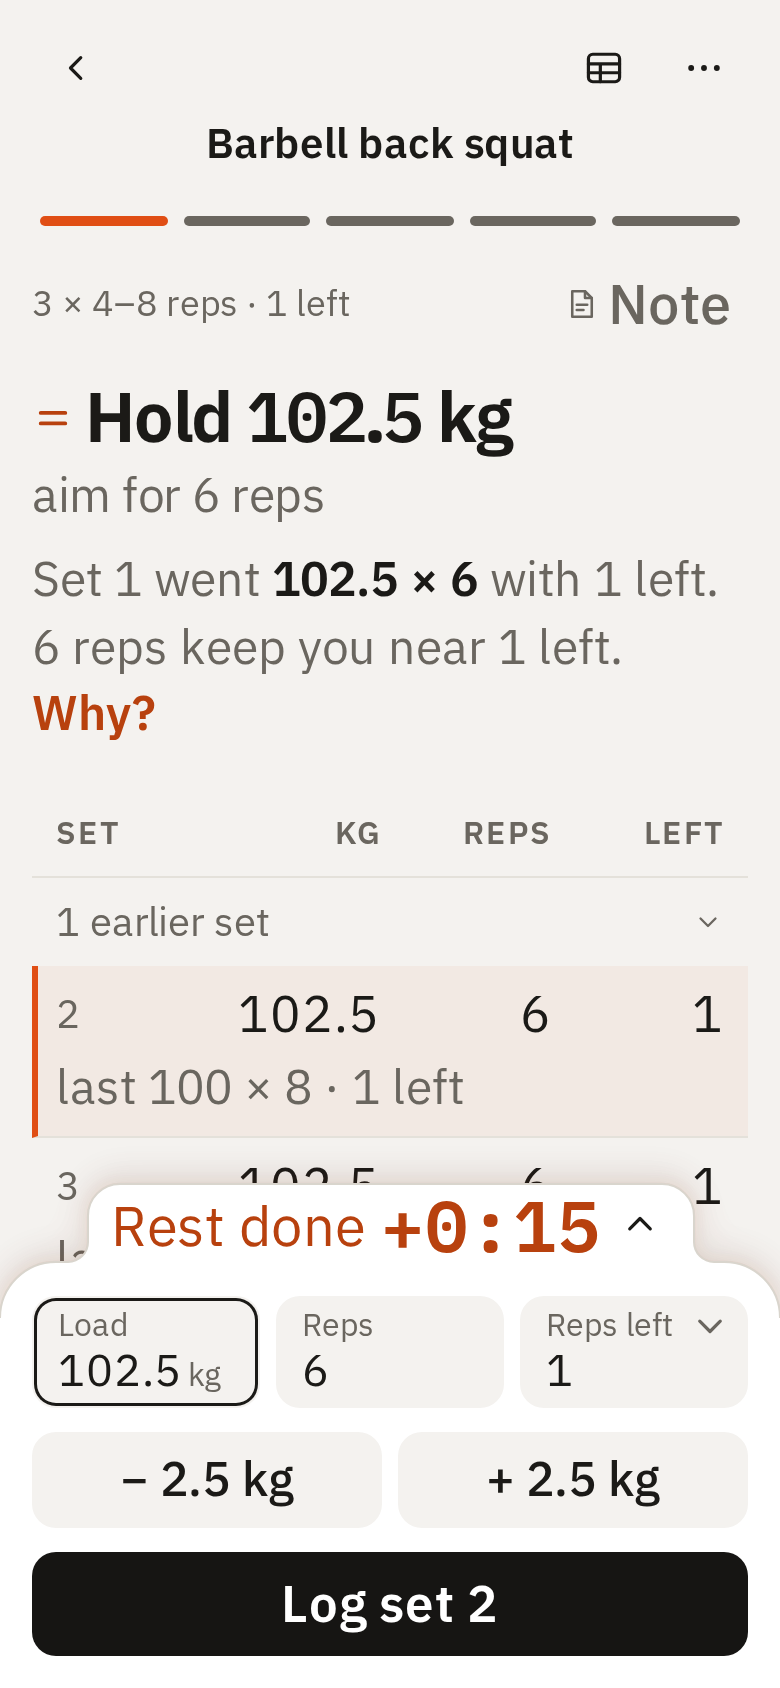 Barbell back squat
3 × 4–8 reps · 1 left
Note
= Hold 102.5 kg
aim for 6 reps
Set 1 went 102.5 × 6 with 1 left.
6 reps keep you near 1 left.
Why?
SET KG REPS LEFT
1 earlier set
2 102.5 6 1
last 100 × 8 · 1 left
3 102.5 6 1
Rest done +0:15
Load
102.5 kg
Reps
6
Reps left
1
− 2.5 kg
+ 2.5 kg
Log set 2